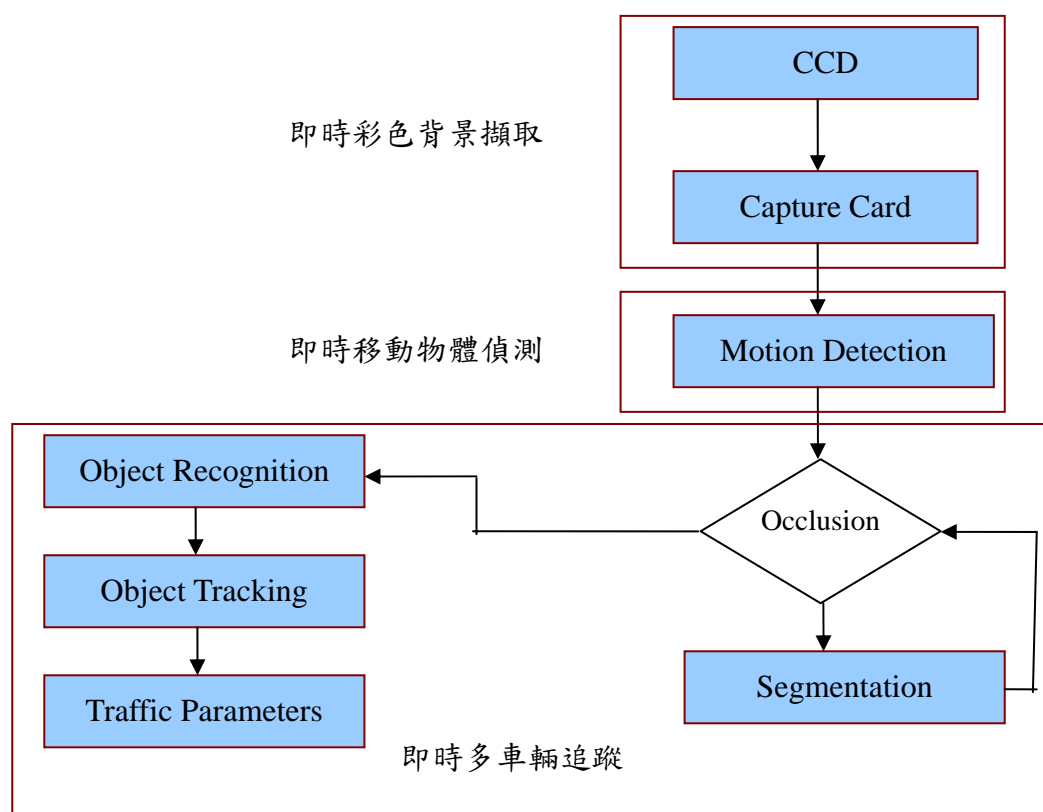 CCD
即時彩色背景擷取
Capture Card
即時移動物體偵測
Motion Detection
Object Recognition
Occlusion
Object Tracking
Segmentation
Traffic Parameters
即時多車輛追蹤